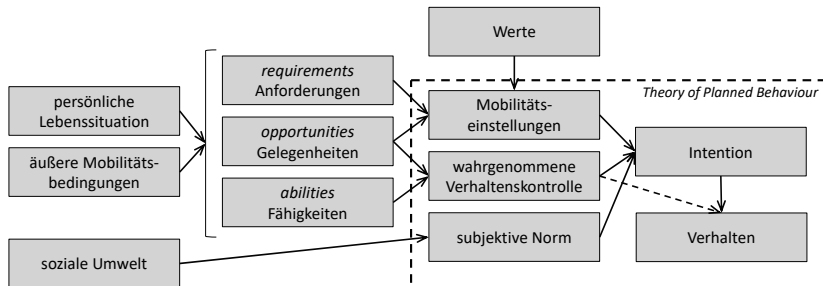 persönliche
Lebenssituation
äußere Mobilitäts-
bedingungen
soziale Umwelt
requirements
Anforderungen
opportunities
Gelegenheiten
abilities
Fähigkeiten
Werte
Theory of Planned Behaviour
Mobilitäts-
einstellungen
wahrgenommene
Verhaltenskontrolle
subjektive Norm
Intention
Verhalten